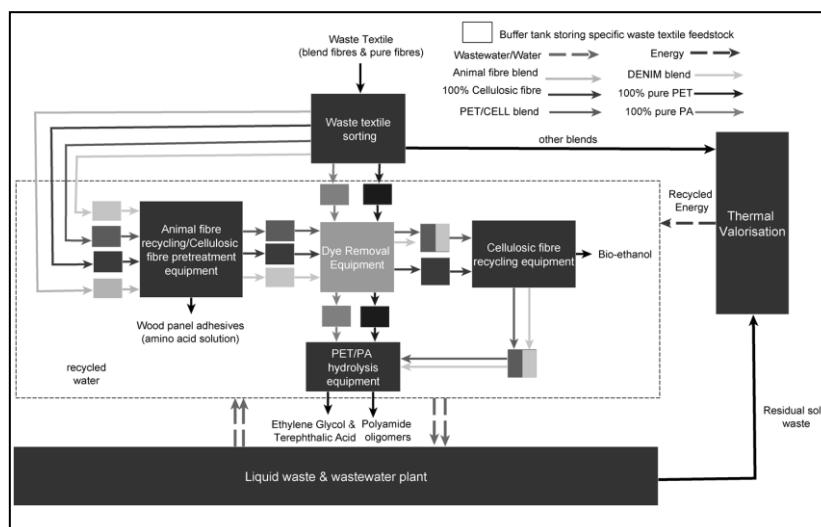 Waste Textile
(blend fibres & pure fibres)
Buffer tank storing specific waste textile feedstock
Wastewater/Water
Energy
Animal fibre blend
DENIM blend
100% Cellulosic fibre
100% pure PET
PET/CELL blend
100% pure PA
Waste textile
sorting
other blends
Recycled
Energy
Thermal
Valorisation
Animal fibre
recycling/Cellulosic
fibre pretreatment
equipment
Dye Removal
Equipment
Cellulosic fibre
recycling equipment
Bio-ethanol
Wood panel adhesives
(amino acid solution)
PET/PA
hydrolysis
equipment
recycled
water
Ethylene Glycol &
Terephthalic Acid
Polyamide
oligomers
Residual sol
waste
Liquid waste & wastewater plant